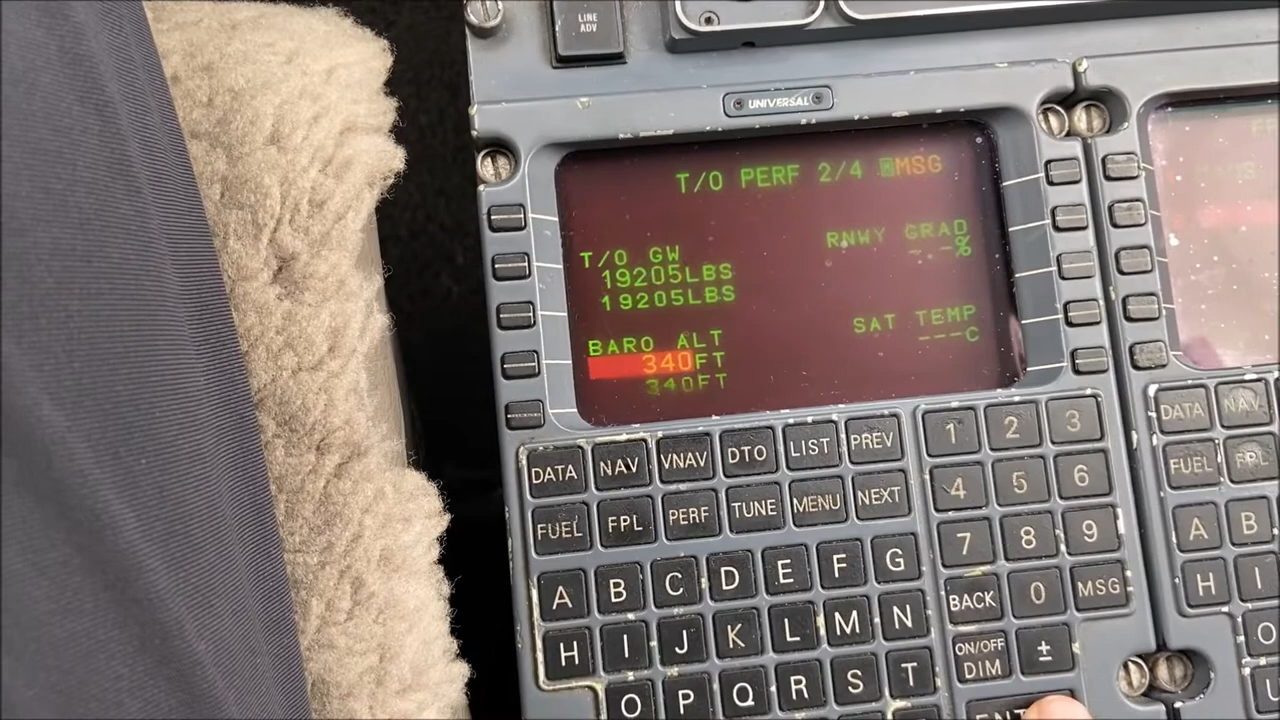 LINE
ADV
UNIVERSAL
T/O PERF 2/4 MSG
RNWY GRAD
-.-%
T/O GW
19205LBS
19205LBS
SAT TEMP
---C
BARO ALT
340FT
340FT
DATA NAV VNAV DTO LIST PREV
FUEL FPL PERF TUNE MENU NEXT
A B C D E F G
H I J K L M N
O P Q R S T
1 2 3
4 5 6
7 8 9
BACK 0 MSG
ON/OFF
DIM ±
DATA NAV
FUEL FPL
A B
H I
O
U